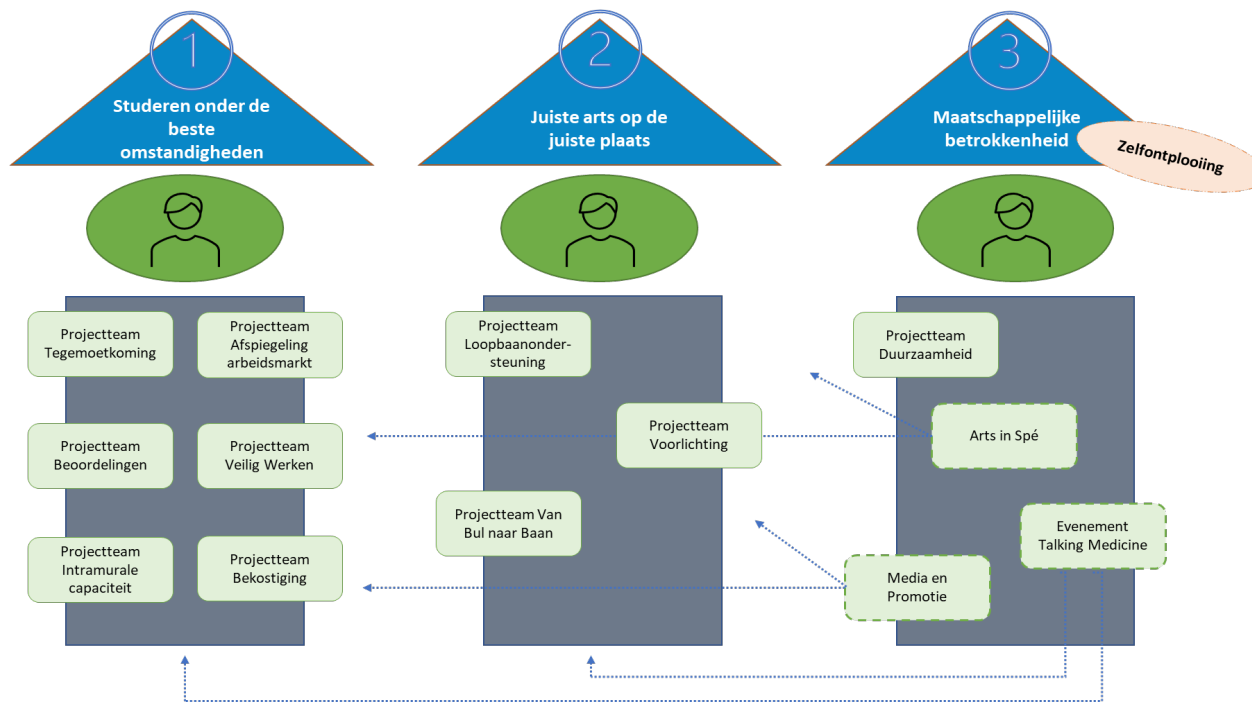 1
Studeren onder de
beste
omstandigheden
Projectteam
Tegemoetkoming
Projectteam
Afspiegeling
arbeidsmarkt
Projectteam
Beoordelingen
Projectteam
Veilig Werken
Projectteam
Intramurale
capaciteit
Projectteam
Bekostiging
2
Juiste arts op de
juiste plaats
Projectteam
Loopbaanonder-
steuning
Projectteam
Voorlichting
Projectteam Van
Bul naar Baan
3
Maatschappelijke
betrokkenheid
Zelfontplooiing
Projectteam
Duurzaamheid
Arts in Spé
Evenement
Talking Medicine
Media en
Promotie